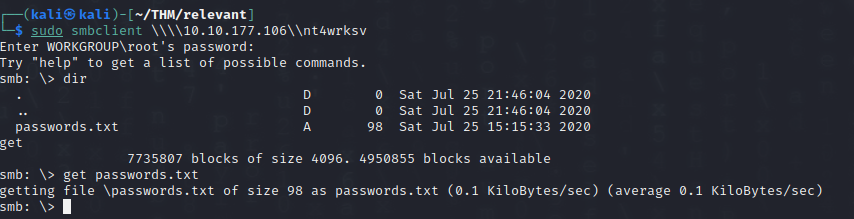 ┌──(kali㉿kali)-[~/THM/relevant]
└─$ sudo smbclient \\\\10.10.177.106\\nt4wrksv
Enter WORKGROUP\root's password:
Try "help" to get a list of possible commands.
smb: \> dir
  .                                   D        0  Sat Jul 25 21:46:04 2020
  ..                                  D        0  Sat Jul 25 21:46:04 2020
  passwords.txt                       A       98  Sat Jul 25 15:15:33 2020
get
                7735807 blocks of size 4096. 4950855 blocks available
smb: \> get passwords.txt
getting file \passwords.txt of size 98 as passwords.txt (0.1 KiloBytes/sec) (average 0.1 KiloBytes/sec)
smb: \>